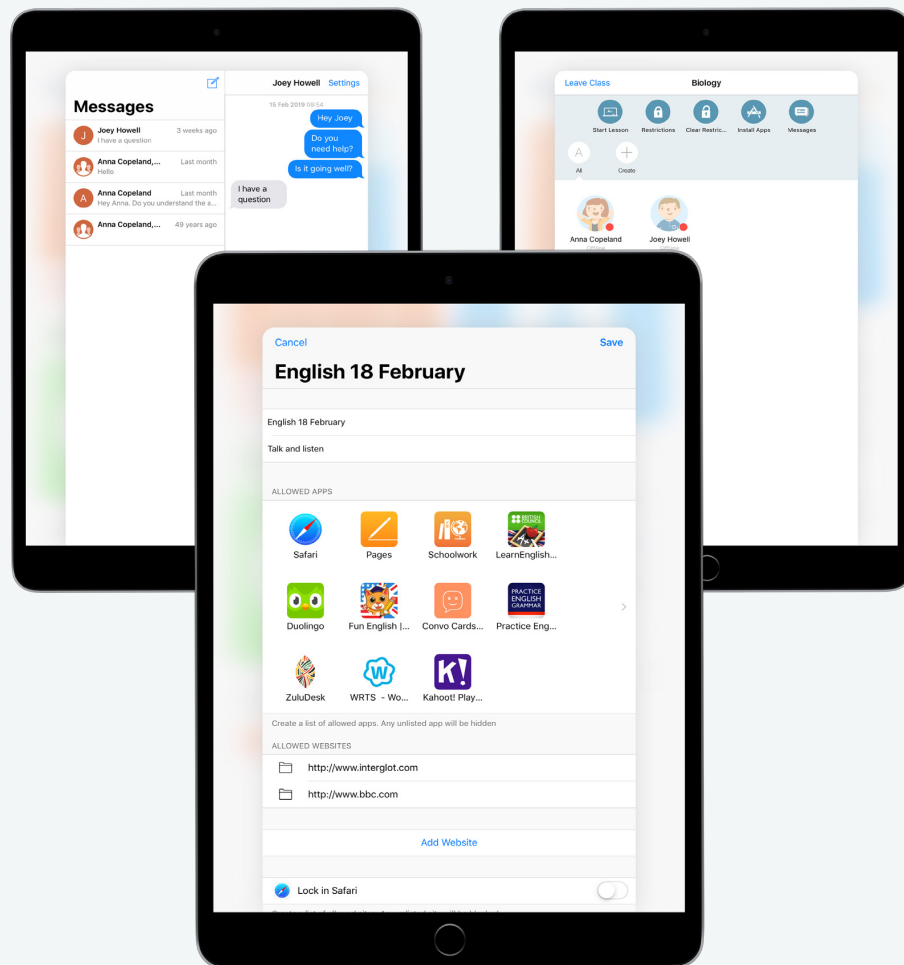 Messages
Joey Howell 3 weeks ago
I have a question
Anna Copeland,... Last month
Hello
Anna Copeland Last month
Hey Anna. Do you understand the a...
Anna Copeland,... 49 years ago
J
A
Joey Howell Settings
15 Feb 2019 09:54
Hey Joey
Do you
need help?
Is it going well?
I have a
question
Leave Class Biology
Start Lesson Restrictions Clear Restric... Install Apps Messages
A
All Create
Anna Copeland Joey Howell
Cancel Save
English 18 February
English 18 February
Talk and listen
ALLOWED APPS
BRITISH
COUNCIL
Safari Pages Schoolwork LearnEnglish...
PRACTICE
ENGLISH
GRAMMAR
Duolingo Fun English |... Convo Cards... Practice Eng...
W K!
ZuluDesk WRTS - Wo... Kahoot! Play...
Create a list of allowed apps. Any unlisted app will be hidden
ALLOWED WEBSITES
http://www.interglot.com
http://www.bbc.com
Add Website
Lock in Safari